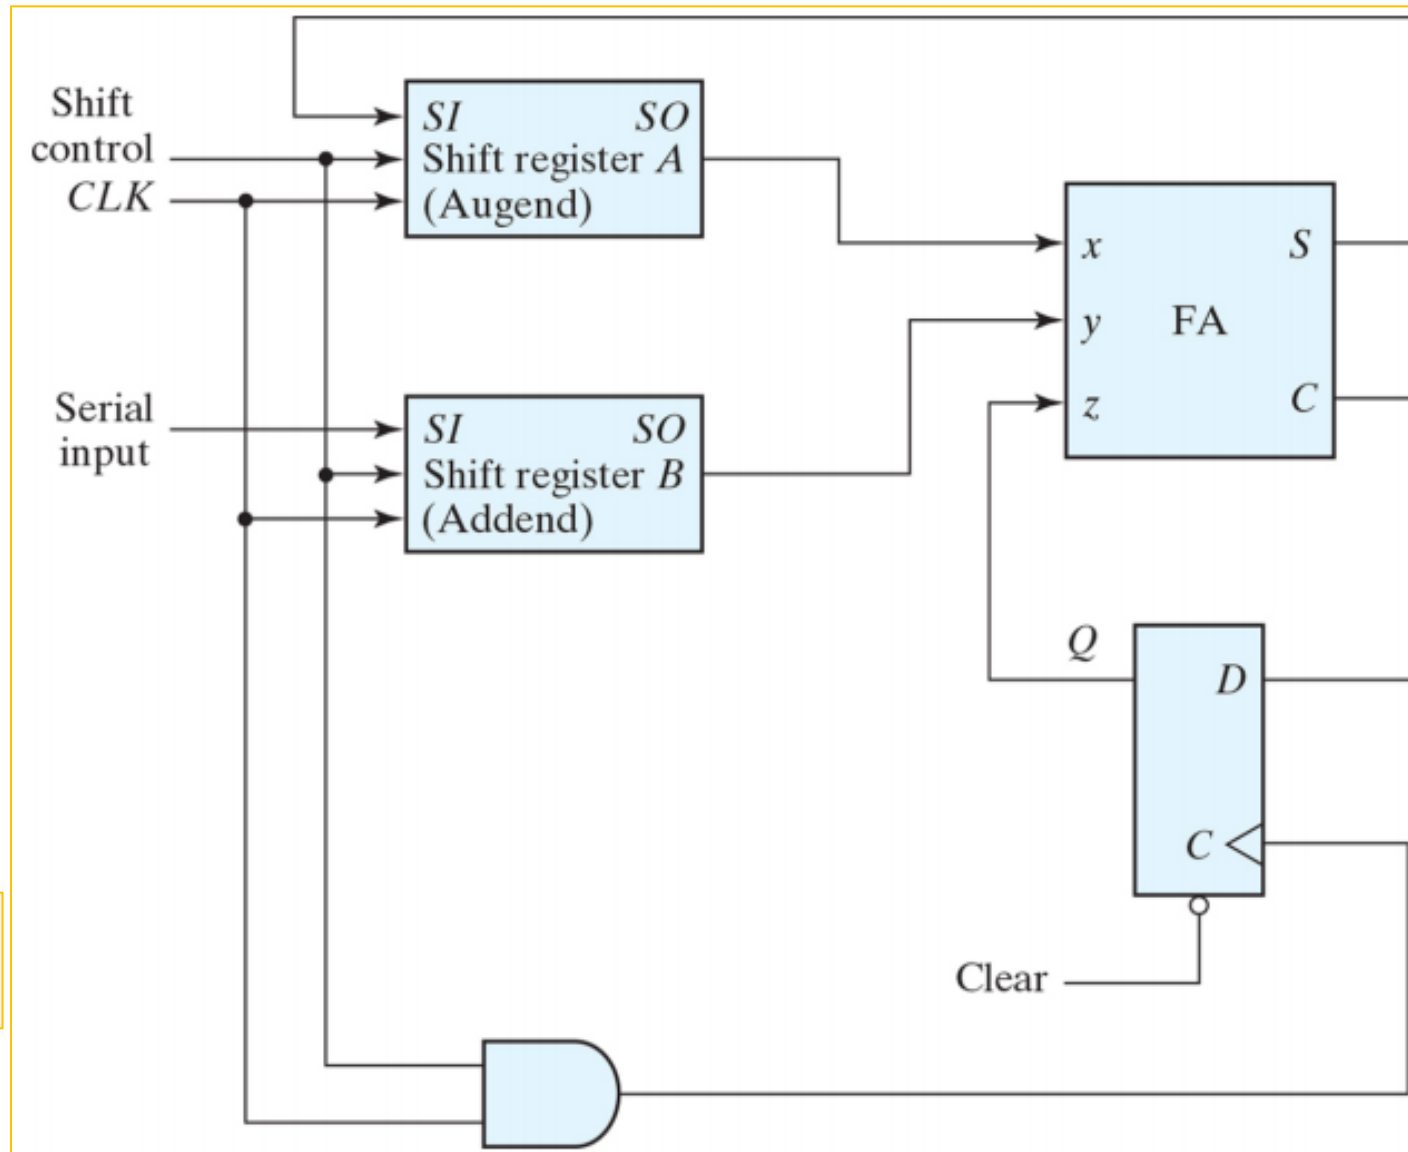 Shift
control
CLK
SI SO
Shift register A
(Augend)
x
y
z
S
FA
C
Serial
input
SI SO
Shift register B
(Addend)
Q
D
C
Clear